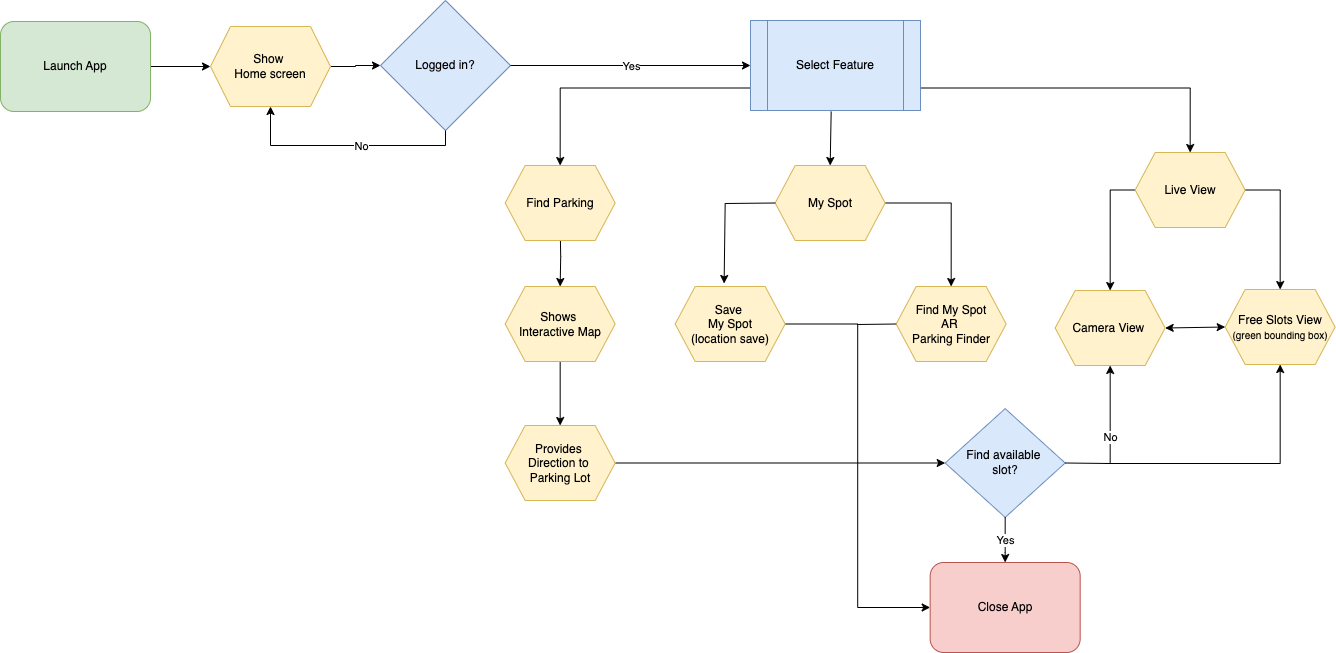 Launch App
Show
Home screen
Logged in?
Yes
Select Feature
No
Find Parking
My Spot
Live View
Shows
Interactive Map
Save
My Spot
(location save)
Find My Spot
AR
Parking Finder
Camera View
Free Slots View
(green bounding box)
Provides
Direction to
Parking Lot
Find available
slot?
No
Yes
Close App